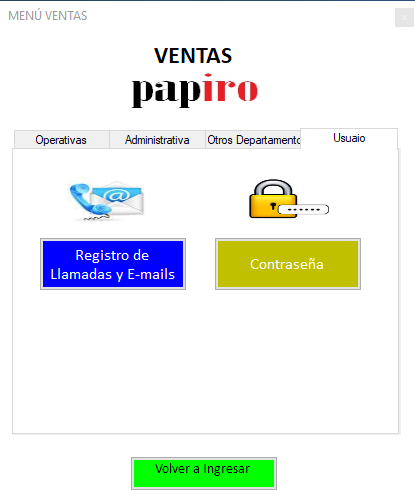 MENÚ VENTAS
x
VENTAS
papiro
Operativas
Administrativa
Otros Departamento
Usuaio
@
Registro de
Llamadas y E-mails
Contraseña
Volver a Ingresar